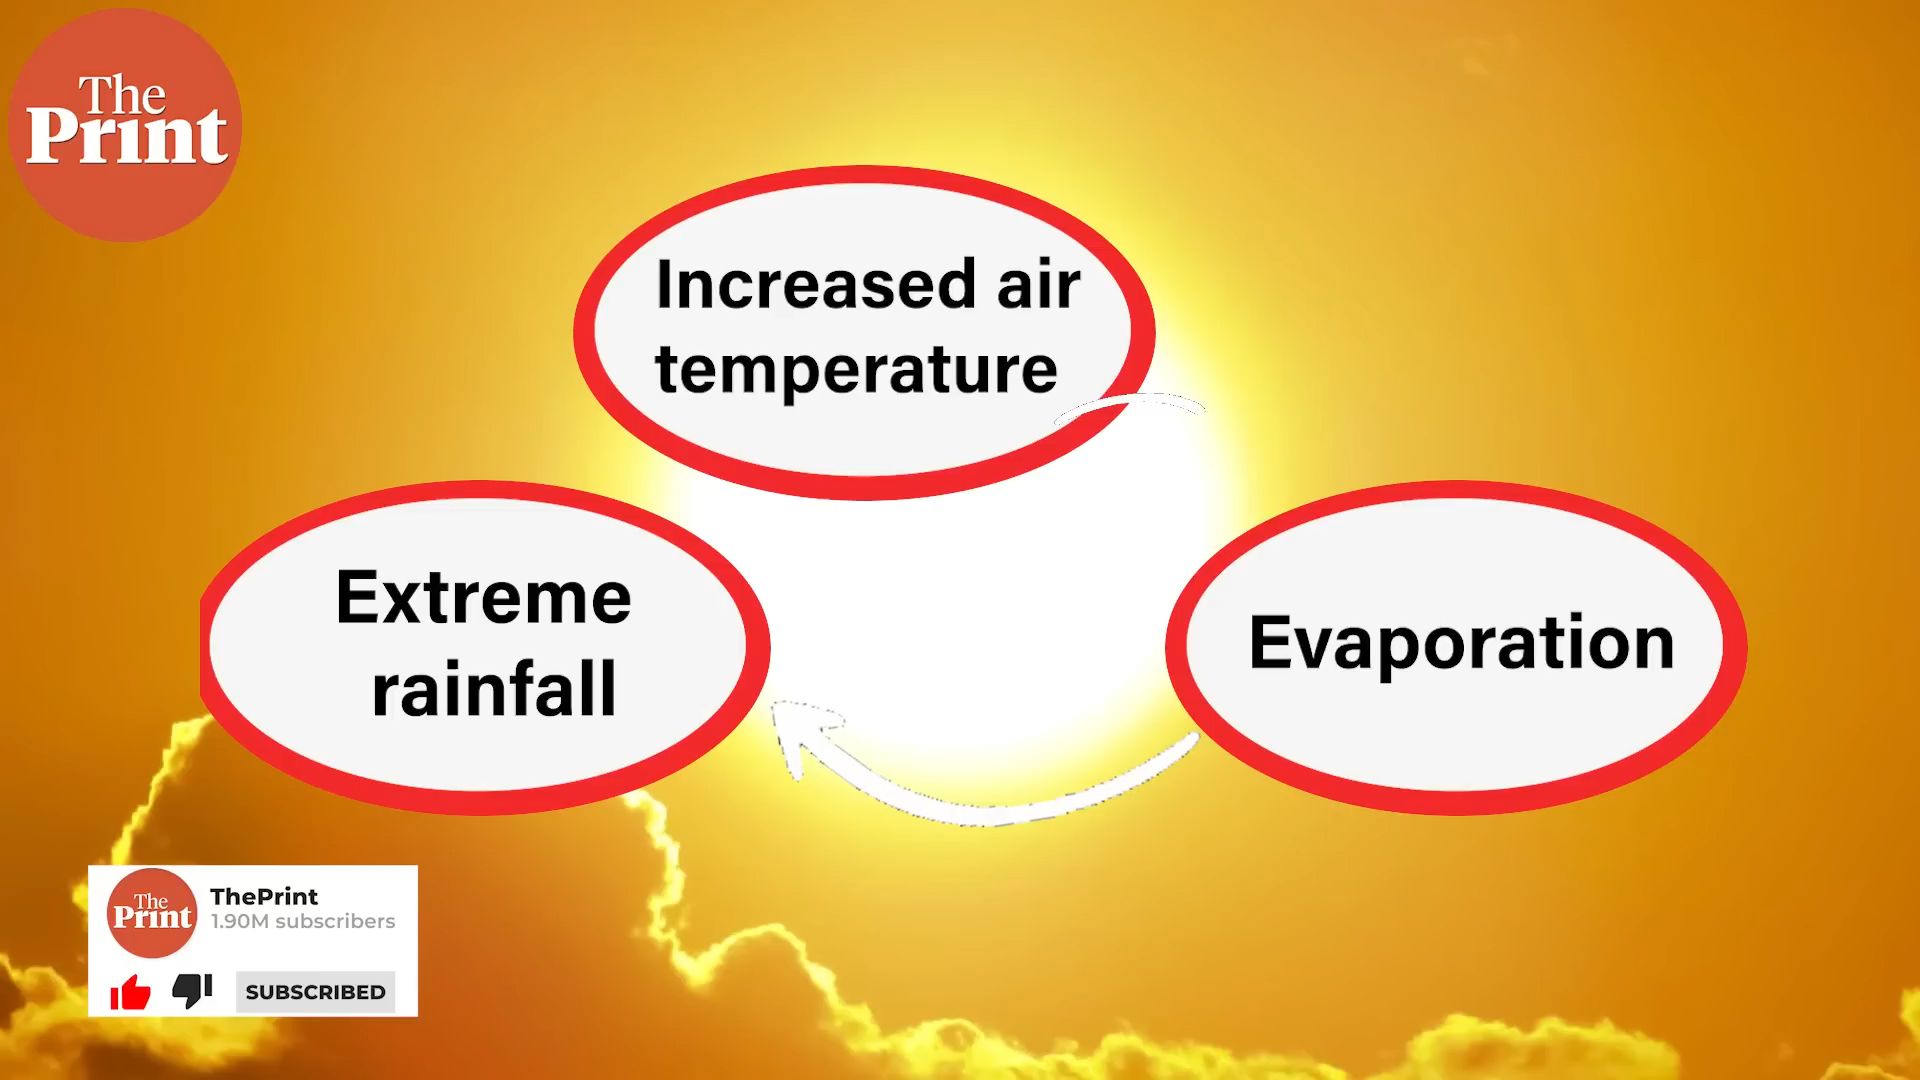 The
Print
Increased air
temperature
Extreme
rainfall
Evaporation
The
Print
ThePrint
1.90M subscribers
SUBSCRIBED